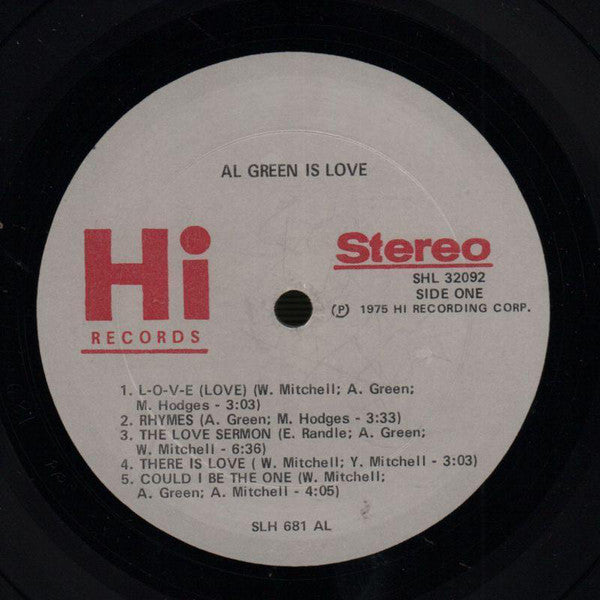 AL GREEN IS LOVE
Hi
RECORDS
Stereo
SHL 32092
SIDE ONE
(P) 1975 HI RECORDING CORP.
1. L-O-V-E (LOVE) (W. Mitchell; A. Green;
M. Hodges - 3:03)
2. RHYMES (A. Green; M. Hodges - 3:33)
3. THE LOVE SERMON (E. Randle; A. Green;
W. Mitchell - 6:36)
4. THERE IS LOVE ( W. Mitchell; Y. Mitchell - 3:03)
5. COULD I BE THE ONE (W. Mitchell;
A. Green; A. Mitchell - 4:05)
SLH 681 AL